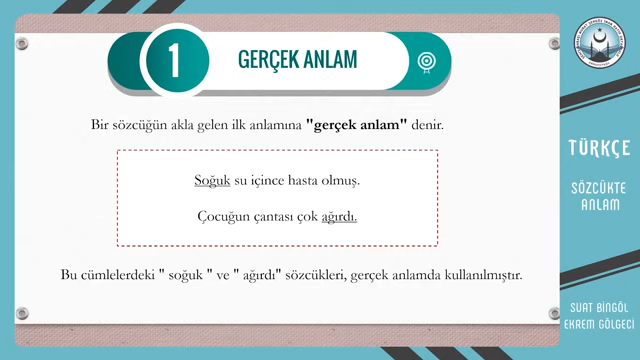 1
GERÇEK ANLAM
Bir sözcüğün akla gelen ilk anlamına "gerçek anlam" denir.
Soğuk su içince hasta olmuş.
Çocuğun çantası çok ağırdı.
Bu cümlelerdeki " soğuk " ve " ağırdı" sözcükleri, gerçek anlamda kullanılmıştır.
TÜRKÇE
SÖZCÜKTE
ANLAM
SUAT BİNGÖL
EKREM GÖLGECİ